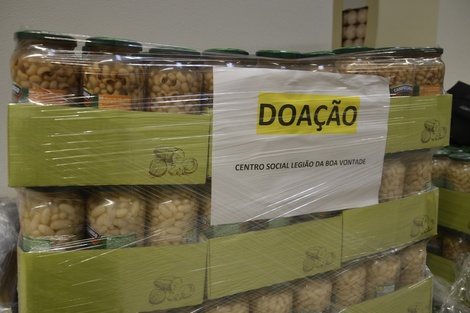 DOAÇÃO
CENTRO SOCIAL LEGIÃO DA BOA VONTADE